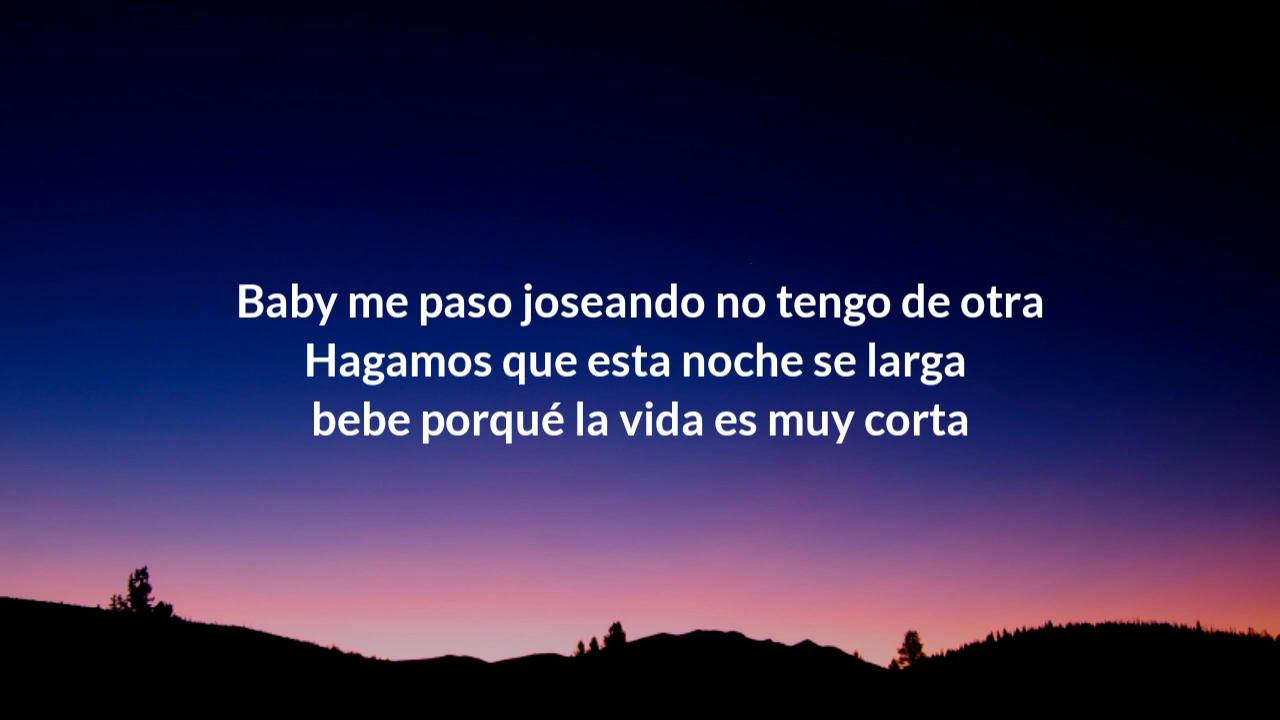 Baby me paso joseando no tengo de otra
Hagamos que esta noche se larga
bebe porqué la vida es muy corta